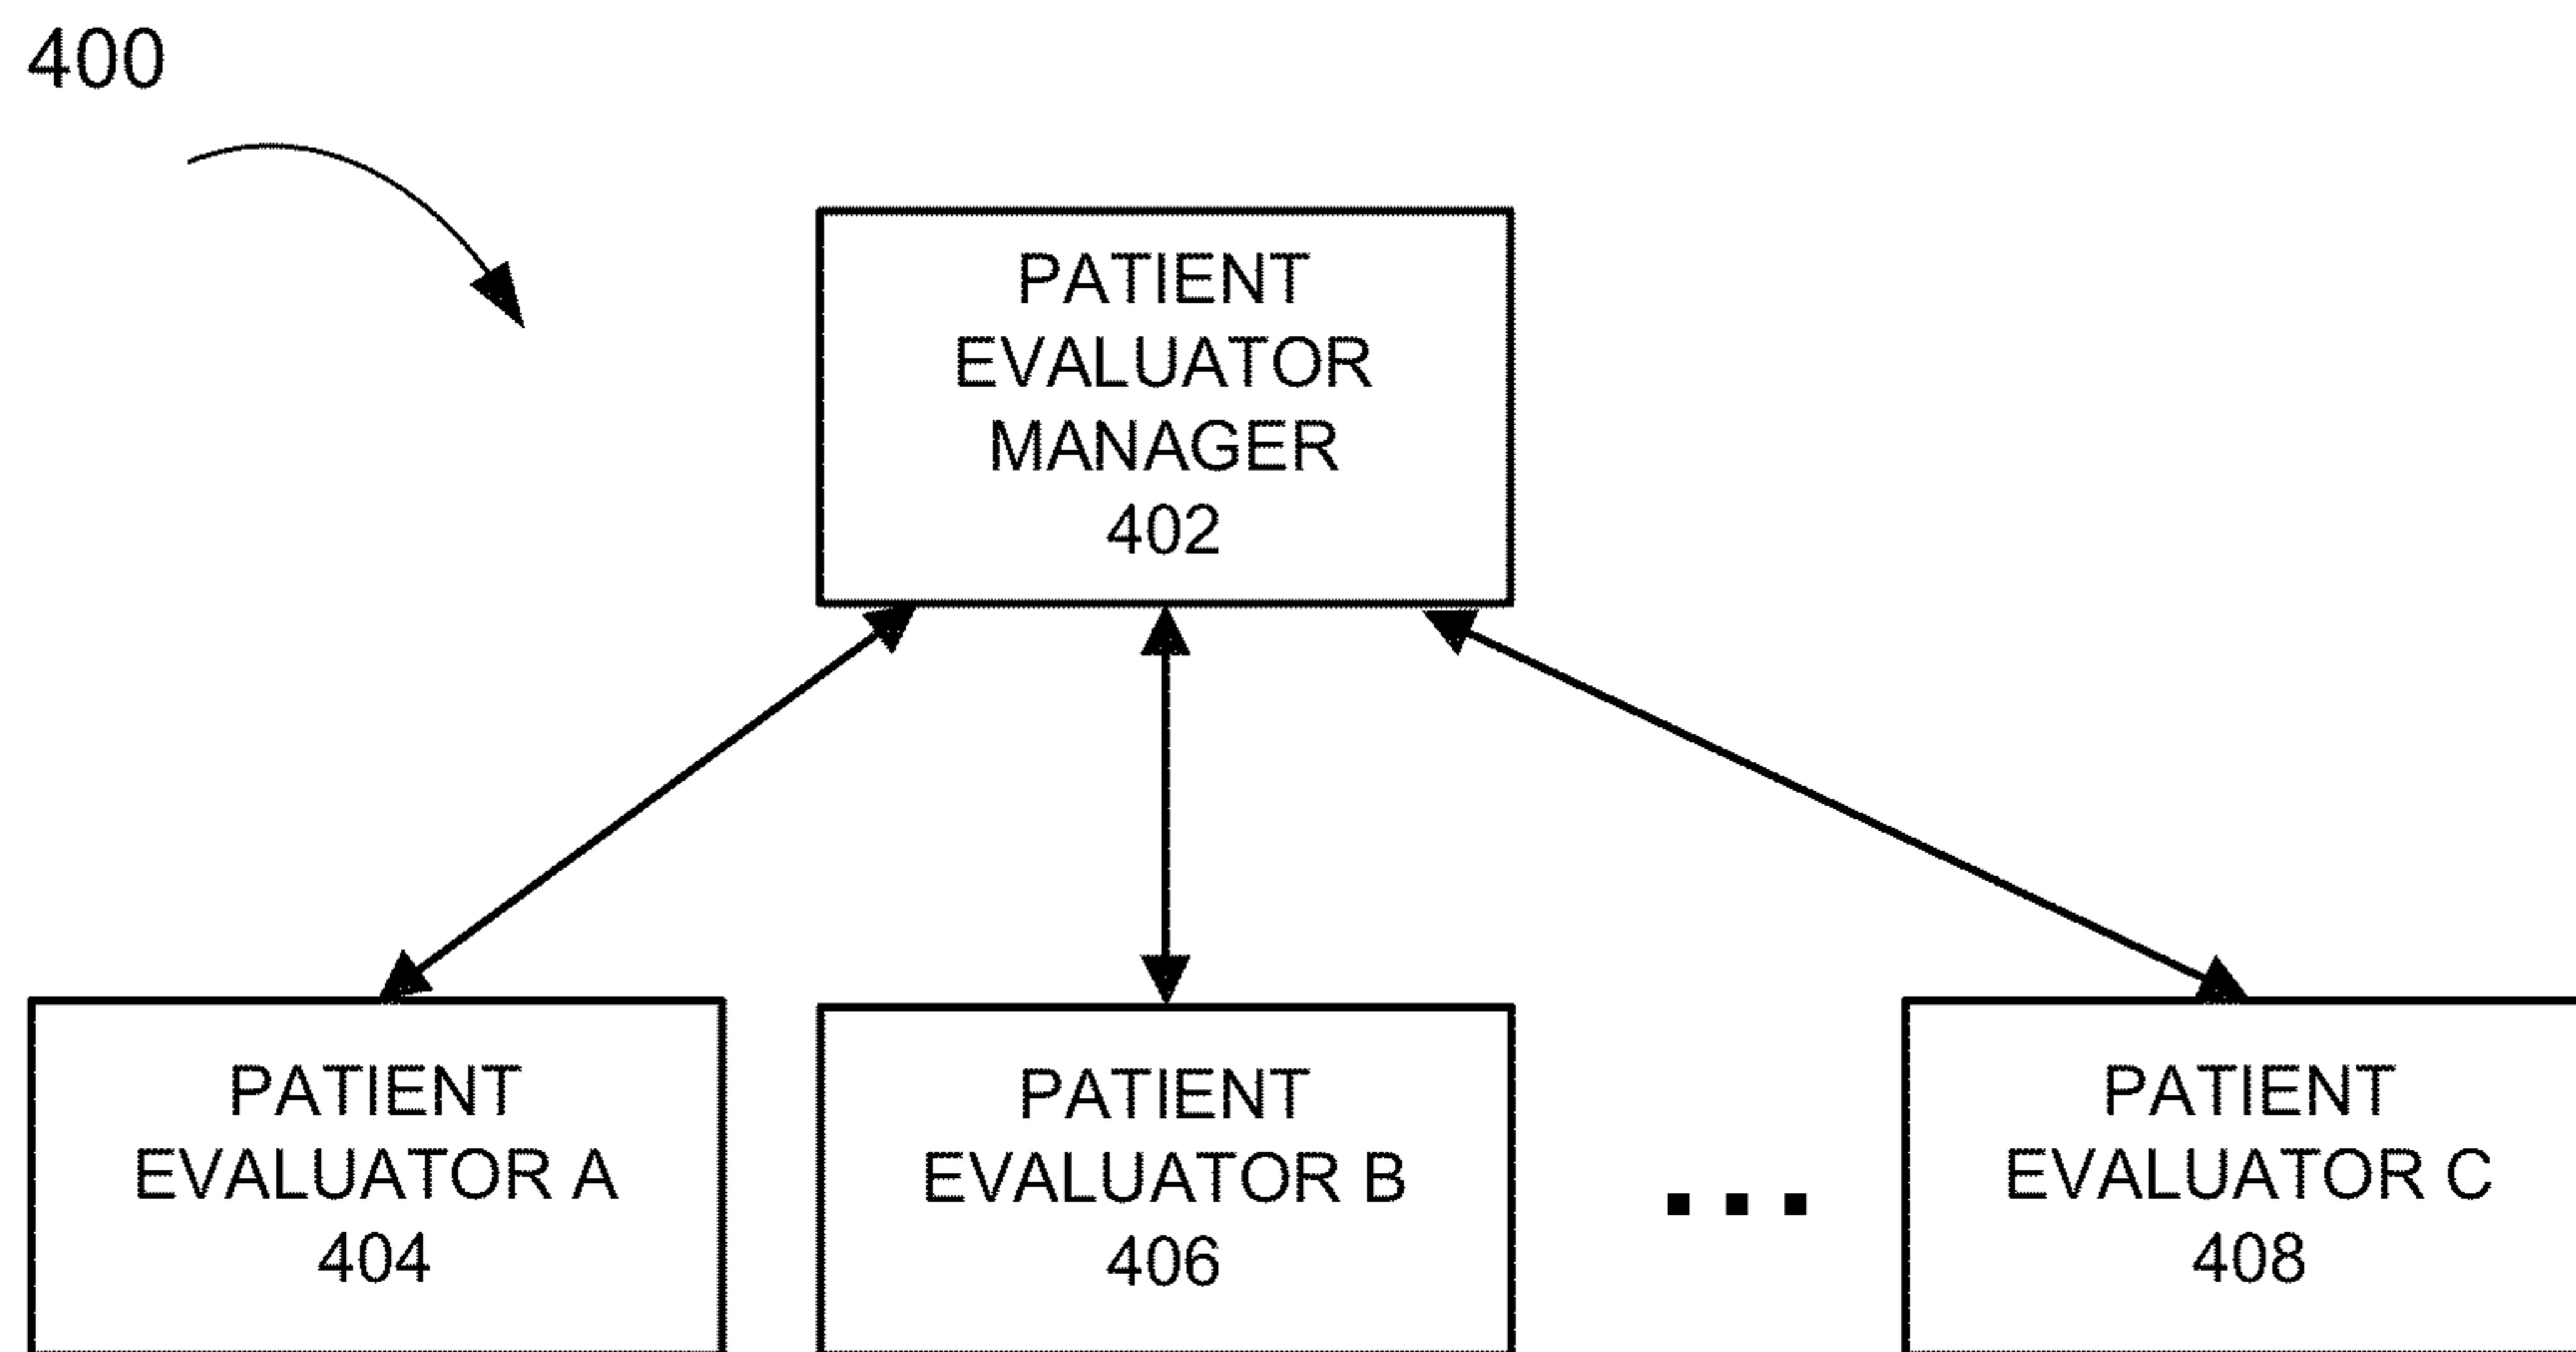 400
PATIENT
EVALUATOR
MANAGER
402
PATIENT
EVALUATOR A
404
PATIENT
EVALUATOR B
406
...
PATIENT
EVALUATOR C
408